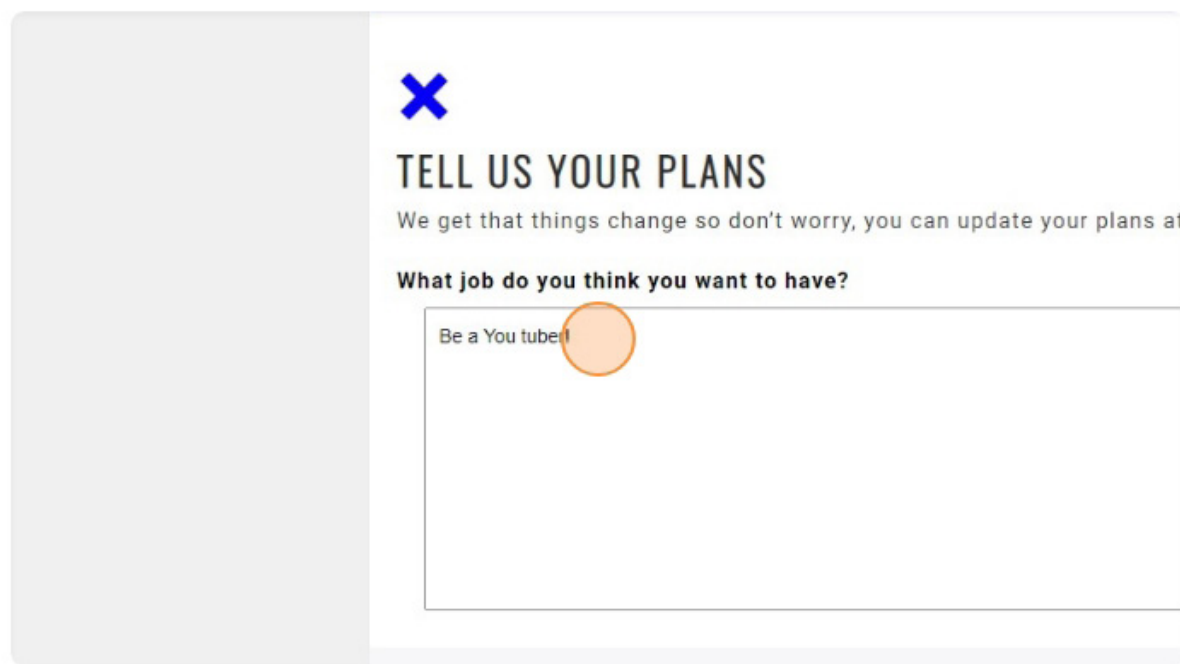 TELL US YOUR PLANS
We get that things change so don't worry, you can update your plans at
What job do you think you want to have?
Be a You tuber!